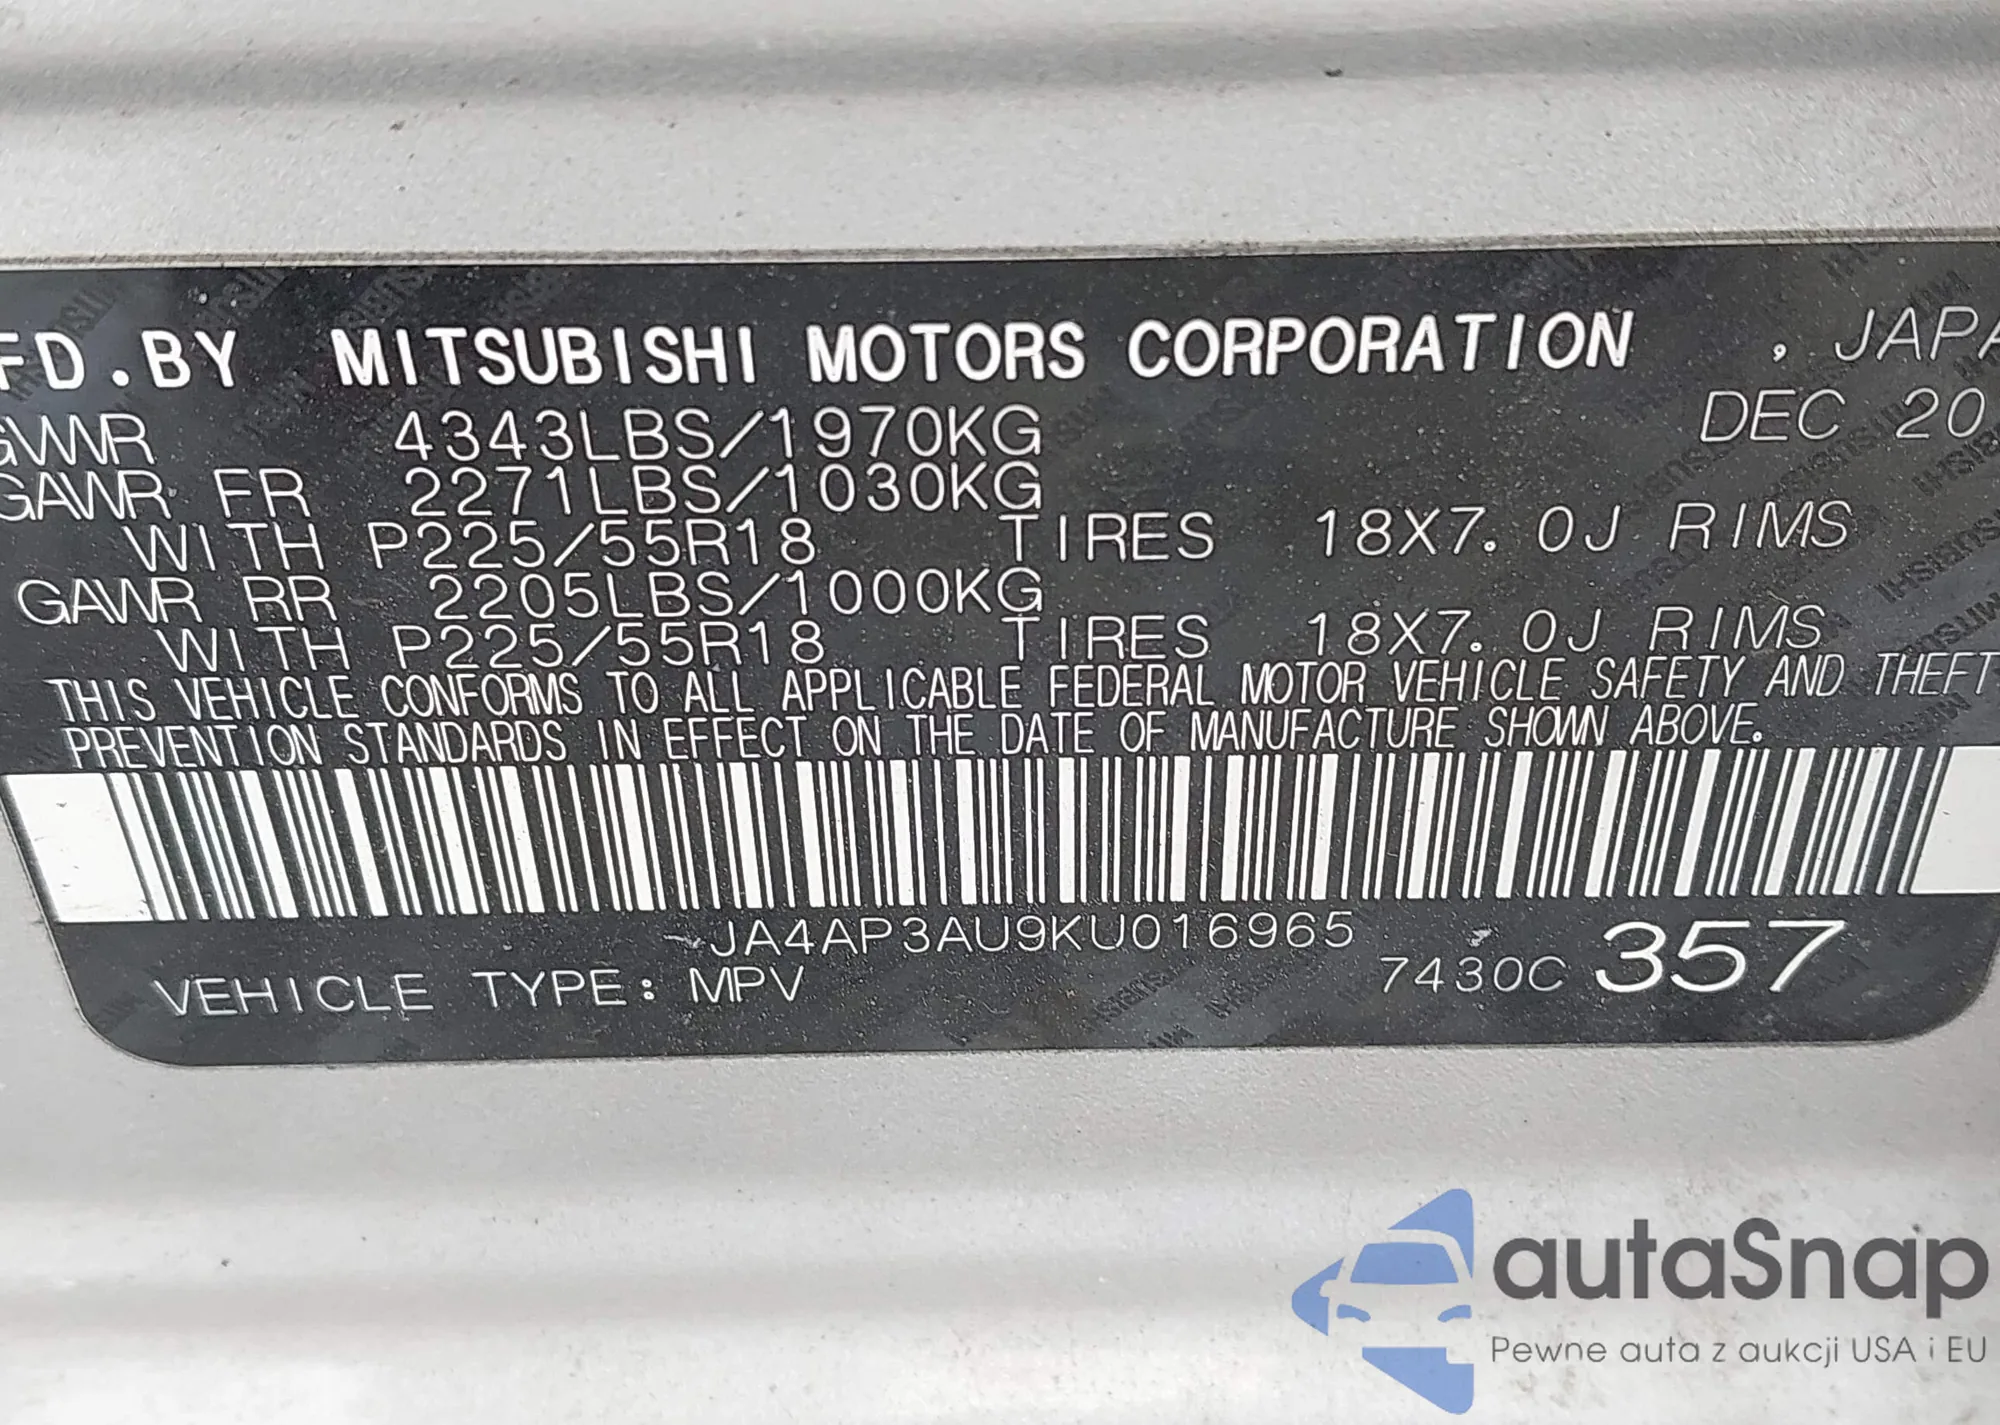 FD.BY MITSUBISHI MOTORS CORPORATION , JAPA
GVWR 4343LBS/1970KG DEC 20
GAWR FR 2271LBS/1030KG
WITH P225/55R18 TIRES 18X7.0J RIMS
GAWR RR 2205LBS/1000KG
WITH P225/55R18 TIRES 18X7.0J RIMS
THIS VEHICLE CONFORMS TO ALL APPLICABLE FEDERAL MOTOR VEHICLE SAFETY AND THEFT
PREVENTION STANDARDS IN EFFECT ON THE DATE OF MANUFACTURE SHOWN ABOVE.
JA4AP3AU9KU016965
VEHICLE TYPE: MPV 7430C 357
autoSnap
Pewne auta z aukcji USA i EU